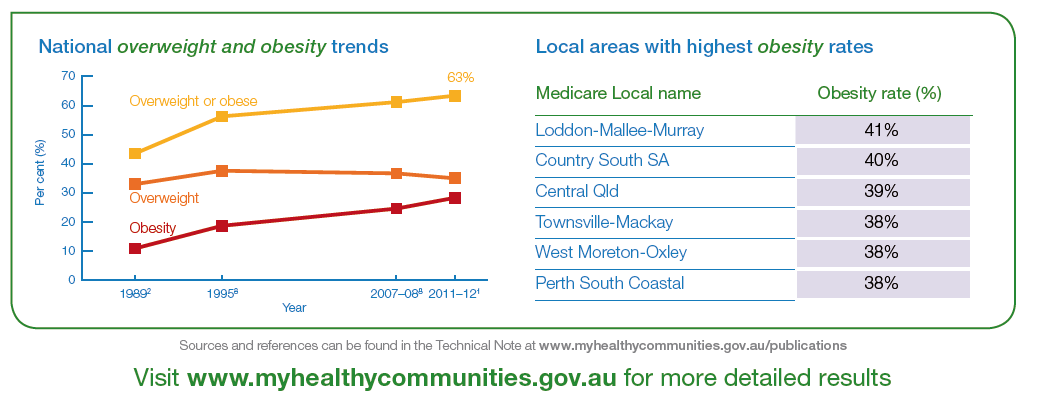 National overweight and obesity trends
70
60
50
40
30
20
10
0
Per cent (%)
63%
Overweight or obese
Overweight
Obesity
1989²
1995⁸
2007–08⁸
2011–12¹
Year
Local areas with highest obesity rates
Medicare Local name Obesity rate (%)
Loddon-Mallee-Murray 41%
Country South SA 40%
Central Qld 39%
Townsville-Mackay 38%
West Moreton-Oxley 38%
Perth South Coastal 38%
Sources and references can be found in the Technical Note at www.myhealthycommunities.gov.au/publications
Visit www.myhealthycommunities.gov.au for more detailed results